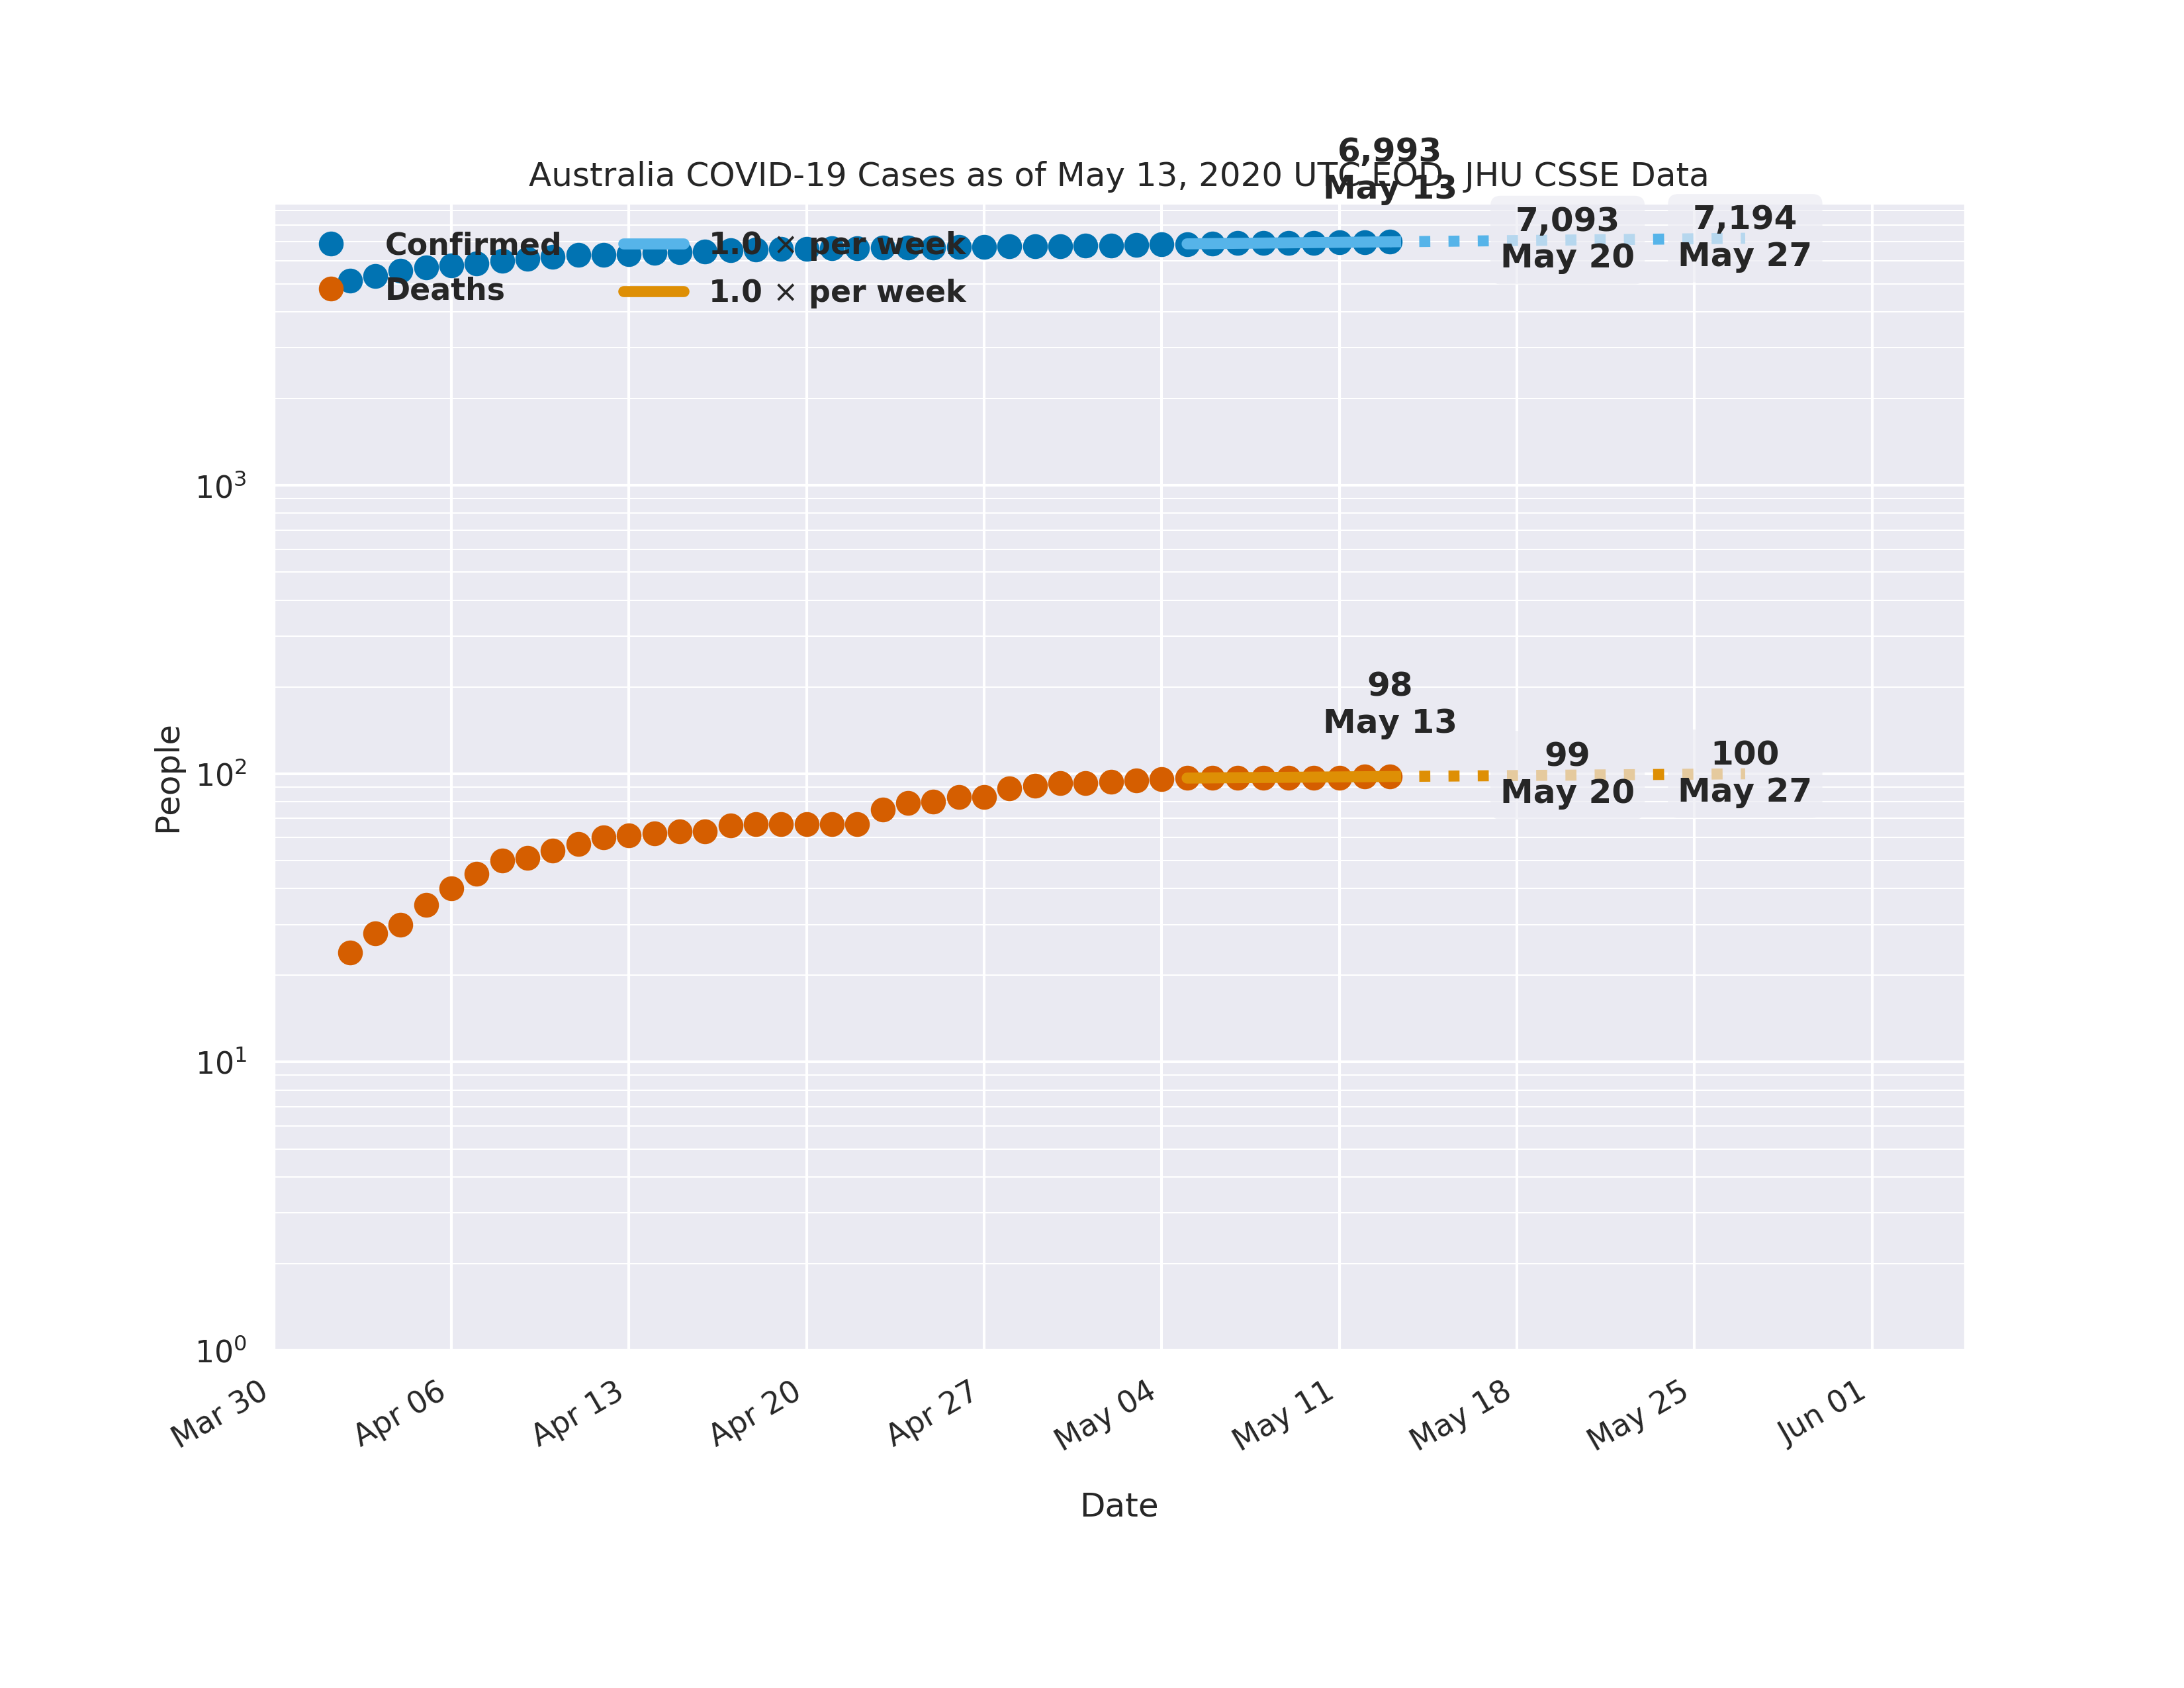 6,993
May 13
Australia COVID-19 Cases as of May 13, 2020 UTC EOD, JHU CSSE Data
7,093
May 20
7,194
May 27
Confirmed
Deaths
1.0 × per week
1.0 × per week
98
May 13
99
May 20
100
May 27
People
10³
10²
10¹
10⁰
Mar 30
Apr 06
Apr 13
Apr 20
Apr 27
May 04
May 11
May 18
May 25
Jun 01
Date